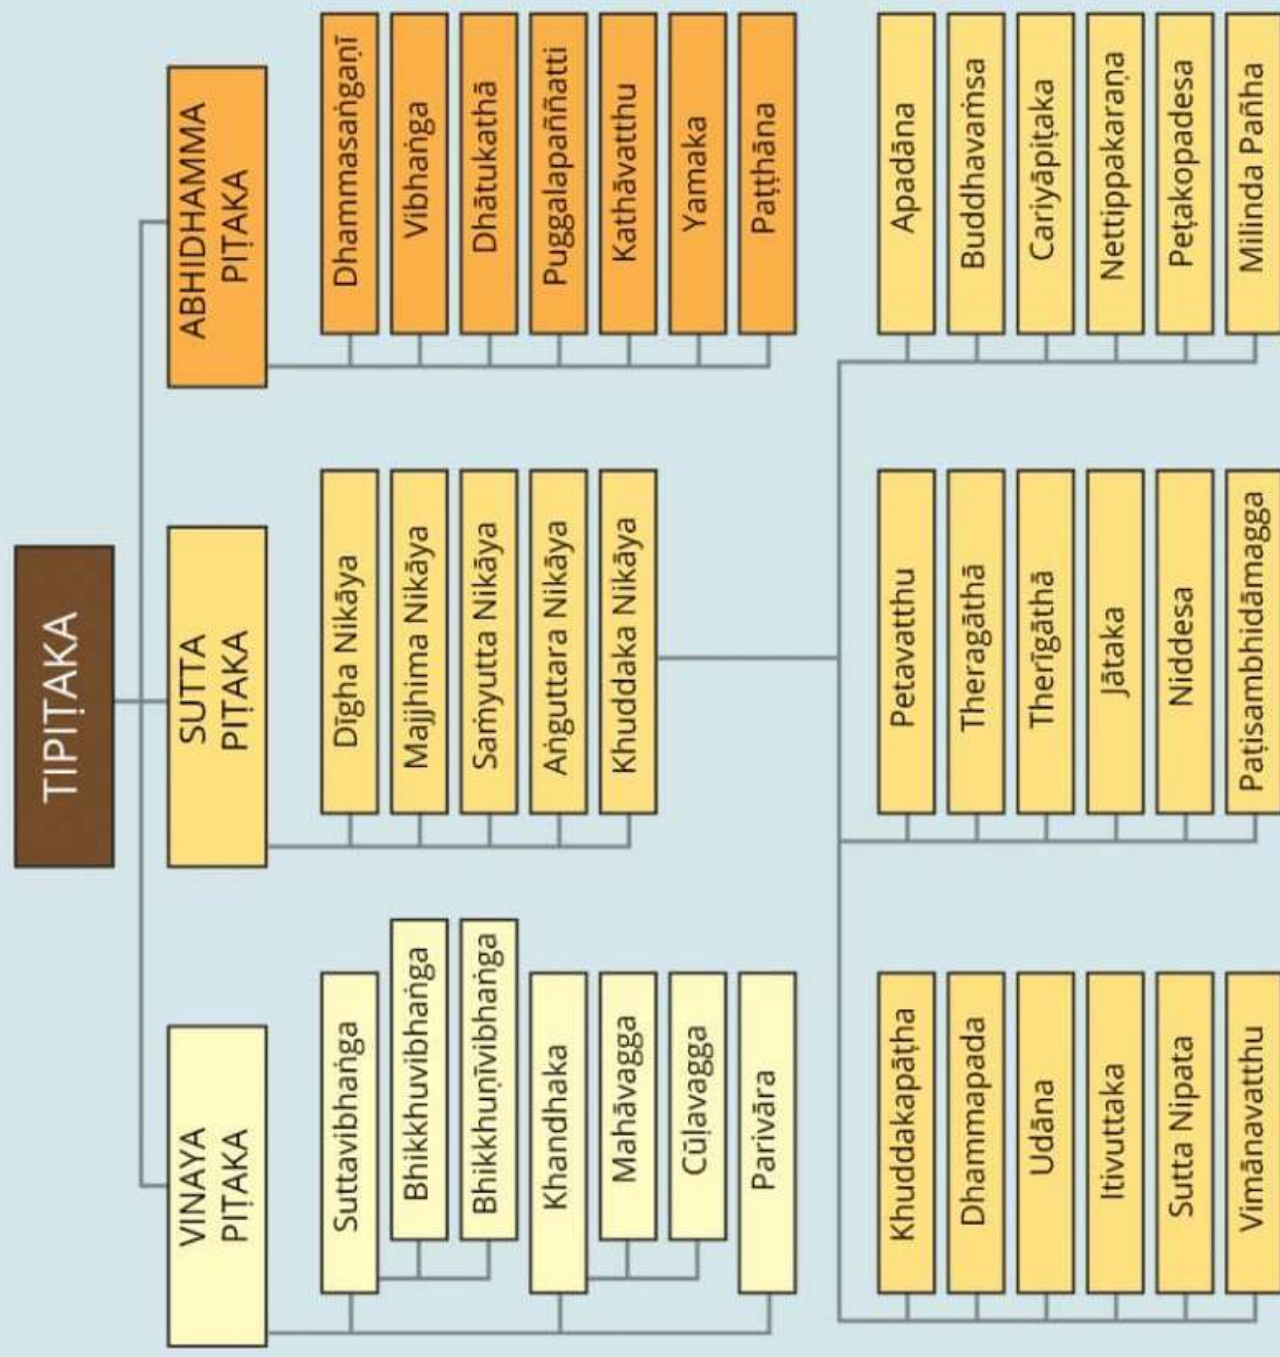 TIPIṬAKA
VINAYA
PIṬAKA
Suttavibhaṅga
Bhikkhuvibhaṅga
Bhikkhuṇīvibhaṅga
Khandhaka
Mahāvagga
Cūḷavagga
Parivāra
SUTTA
PIṬAKA
Dīgha Nikāya
Majjhima Nikāya
Saṁyutta Nikāya
Aṅguttara Nikāya
Khuddaka Nikāya
ABHIDHAMMA
PIṬAKA
Dhammasaṅgaṇī
Vibhaṅga
Dhātukathā
Puggalapaññatti
Kathāvatthu
Yamaka
Paṭṭhāna
Khuddakapāṭha
Dhammapada
Udāna
Itivuttaka
Sutta Nipata
Vimānavatthu
Petavatthu
Theragāthā
Therīgāthā
Jātaka
Niddesa
Paṭisambhidāmagga
Apadāna
Buddhavaṁsa
Cariyāpiṭaka
Nettippakaraṇa
Peṭakopadesa
Milinda Pañha